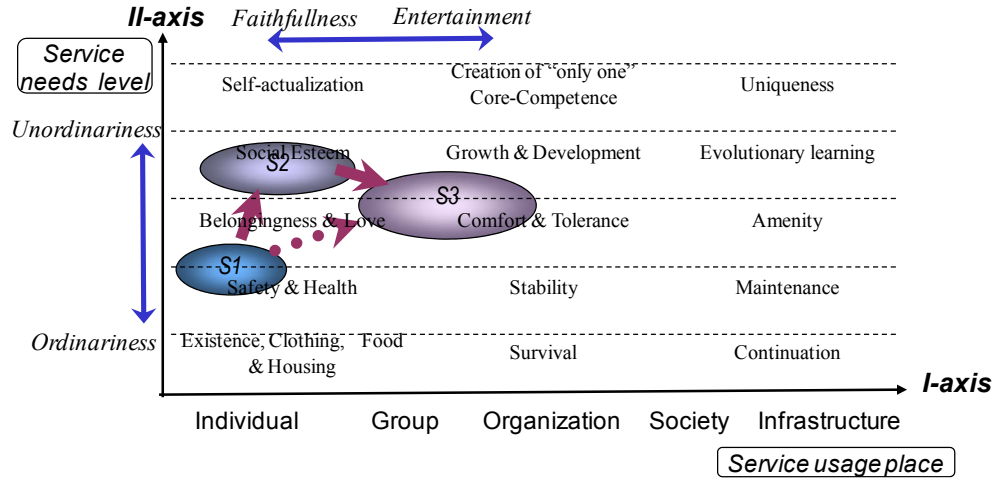 II-axis
Faithfullness
Entertainment
Service
needs level
Self-actualization
Creation of “only one”
Core-Competence
Uniqueness
Unordinariness
Social Esteem
S2
Growth & Development
Evolutionary learning
S3
Belongingness & Love
Comfort & Tolerance
Amenity
S1
Safety & Health
Stability
Maintenance
Ordinariness
Existence, Clothing, Food
& Housing
Survival
Continuation
I-axis
Individual
Group
Organization
Society
Infrastructure
Service usage place